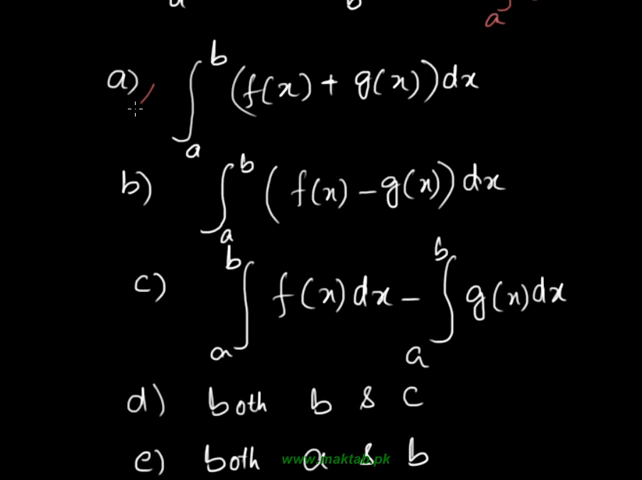 a
a) ∫_a^b (f(x) + g(x)) dx
b) ∫_a^b (f(x) - g(x)) dx
c) ∫_a^b f(x) dx - ∫_a^b g(x) dx
d) both b & c
e) both a & b
www.maktab.pk